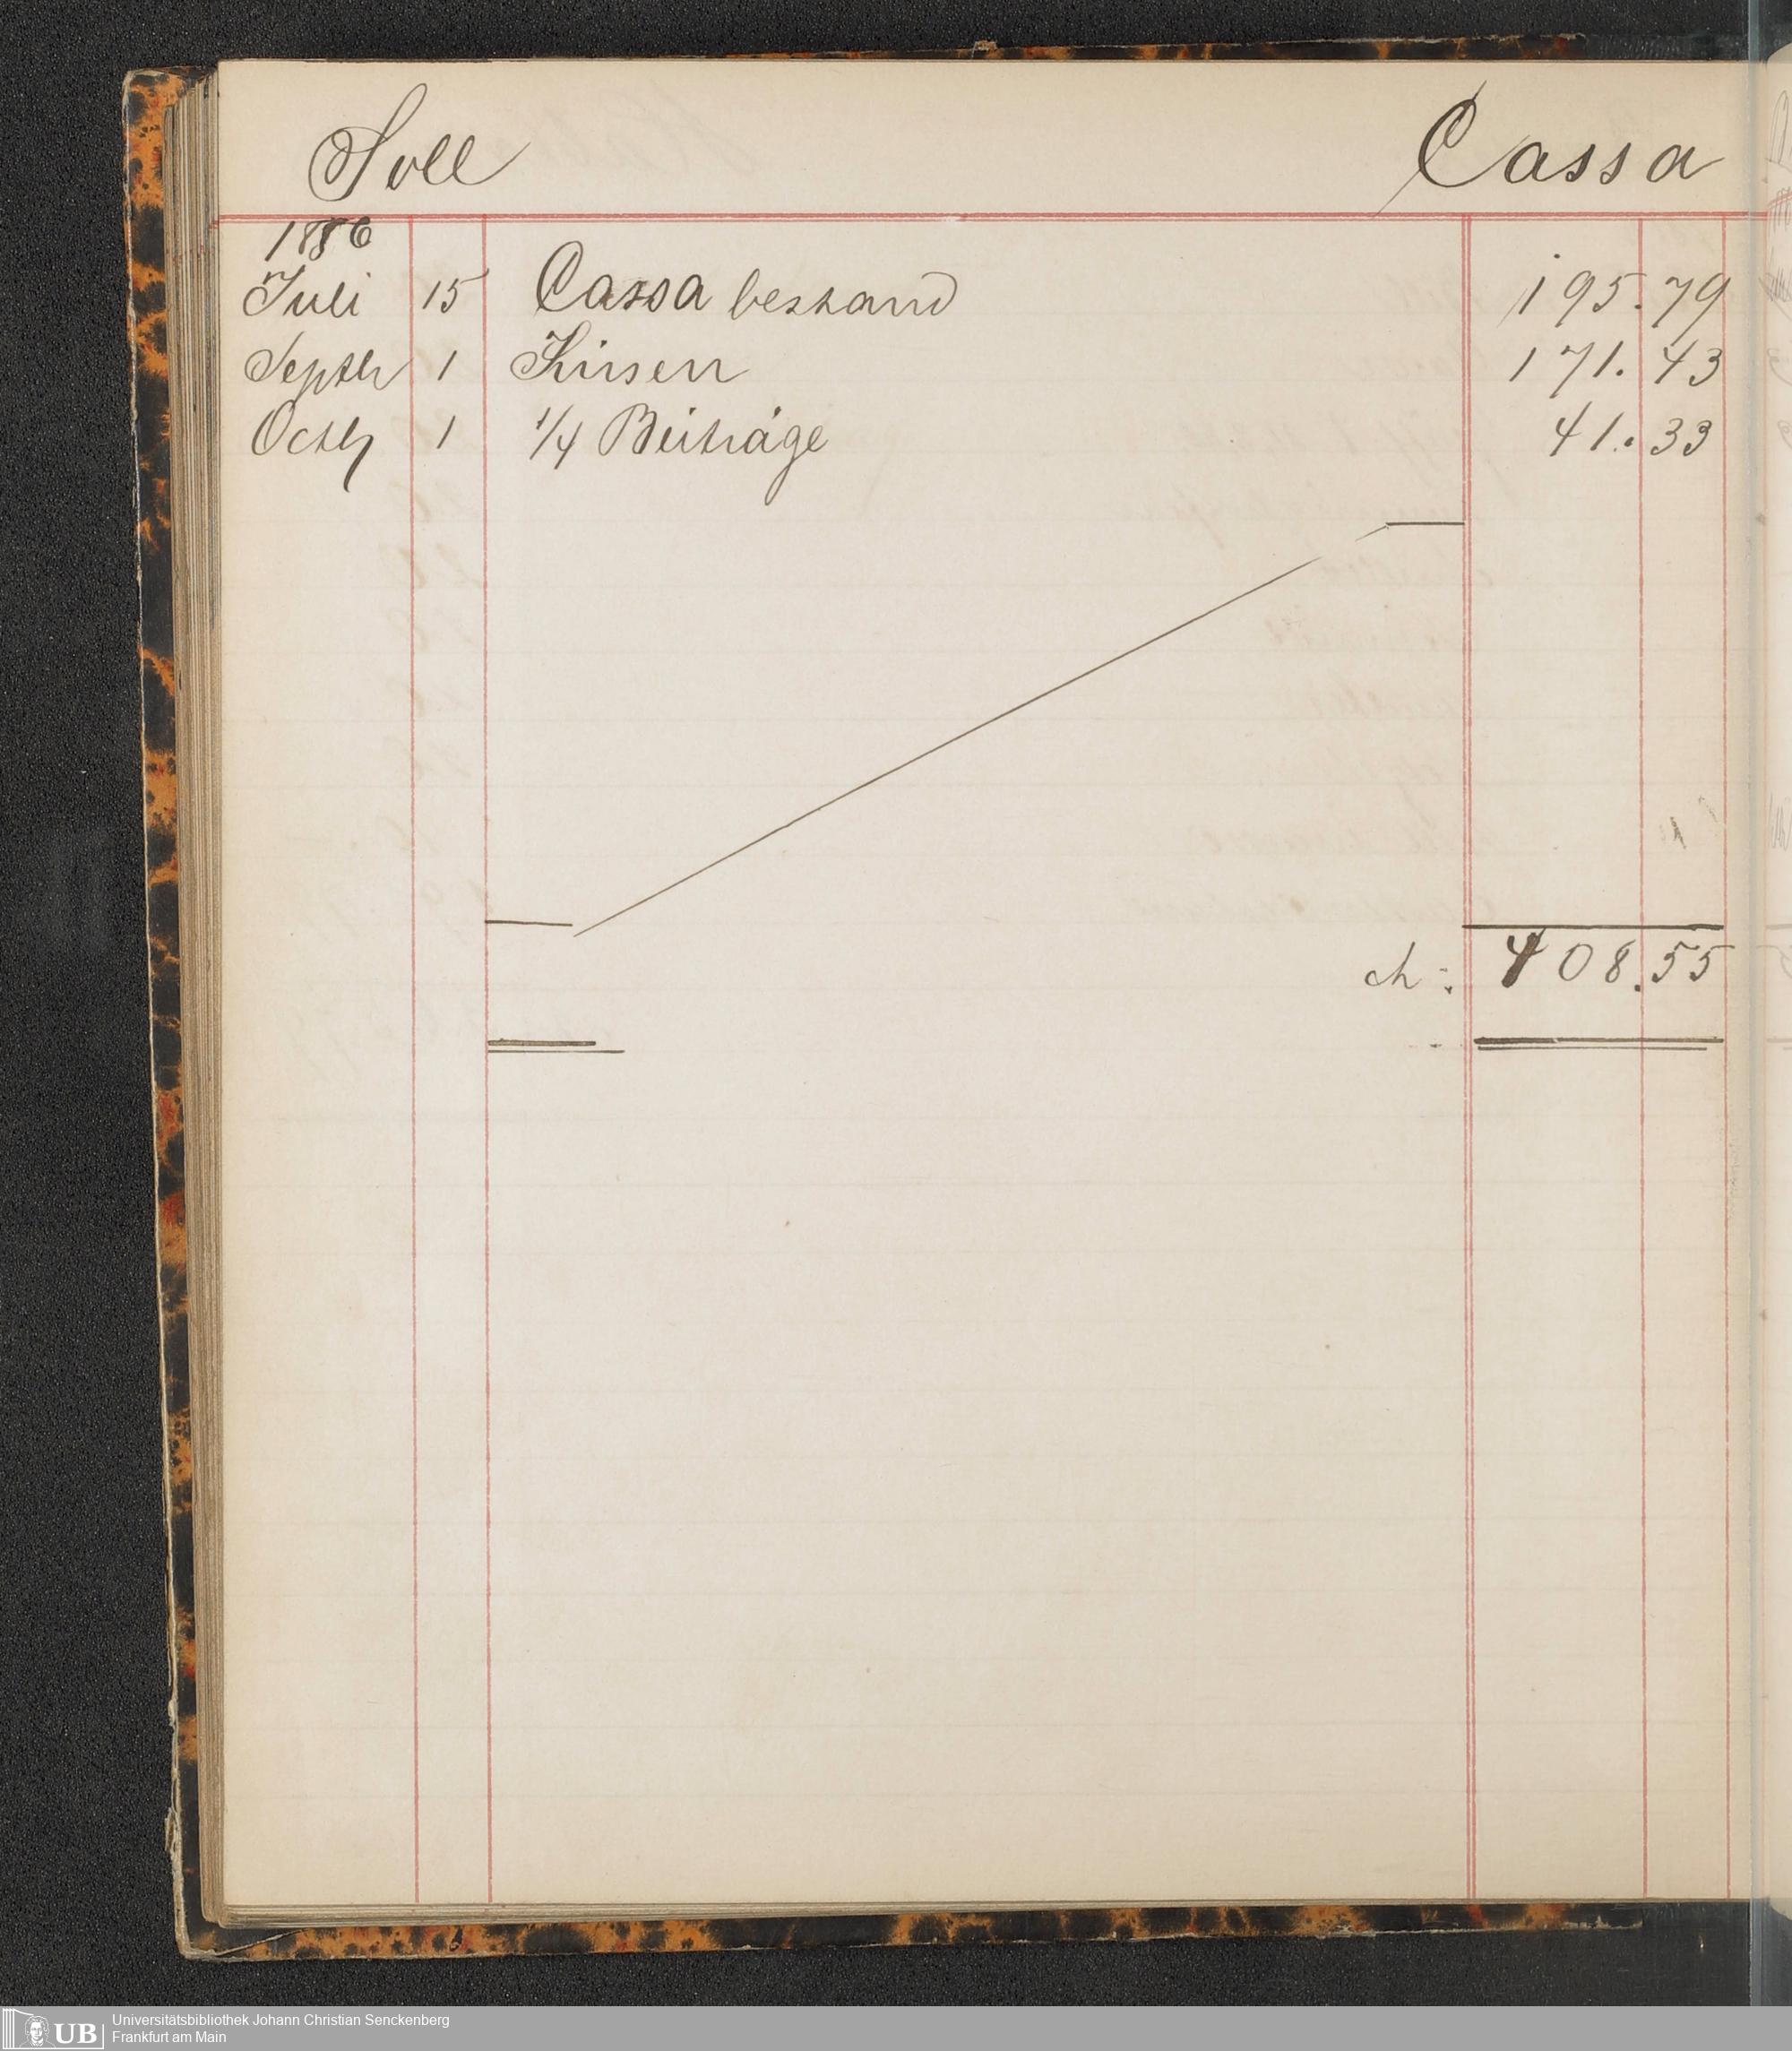 Soll Cassa
1886
Juli 15 Cassa bestand 195.79
Septbr 1 Zinsen 171.43
Octbr 1 1/4 Beiträge 41.33
M: 408.55
UB Universitätsbibliothek Johann Christian Senckenberg
Frankfurt am Main